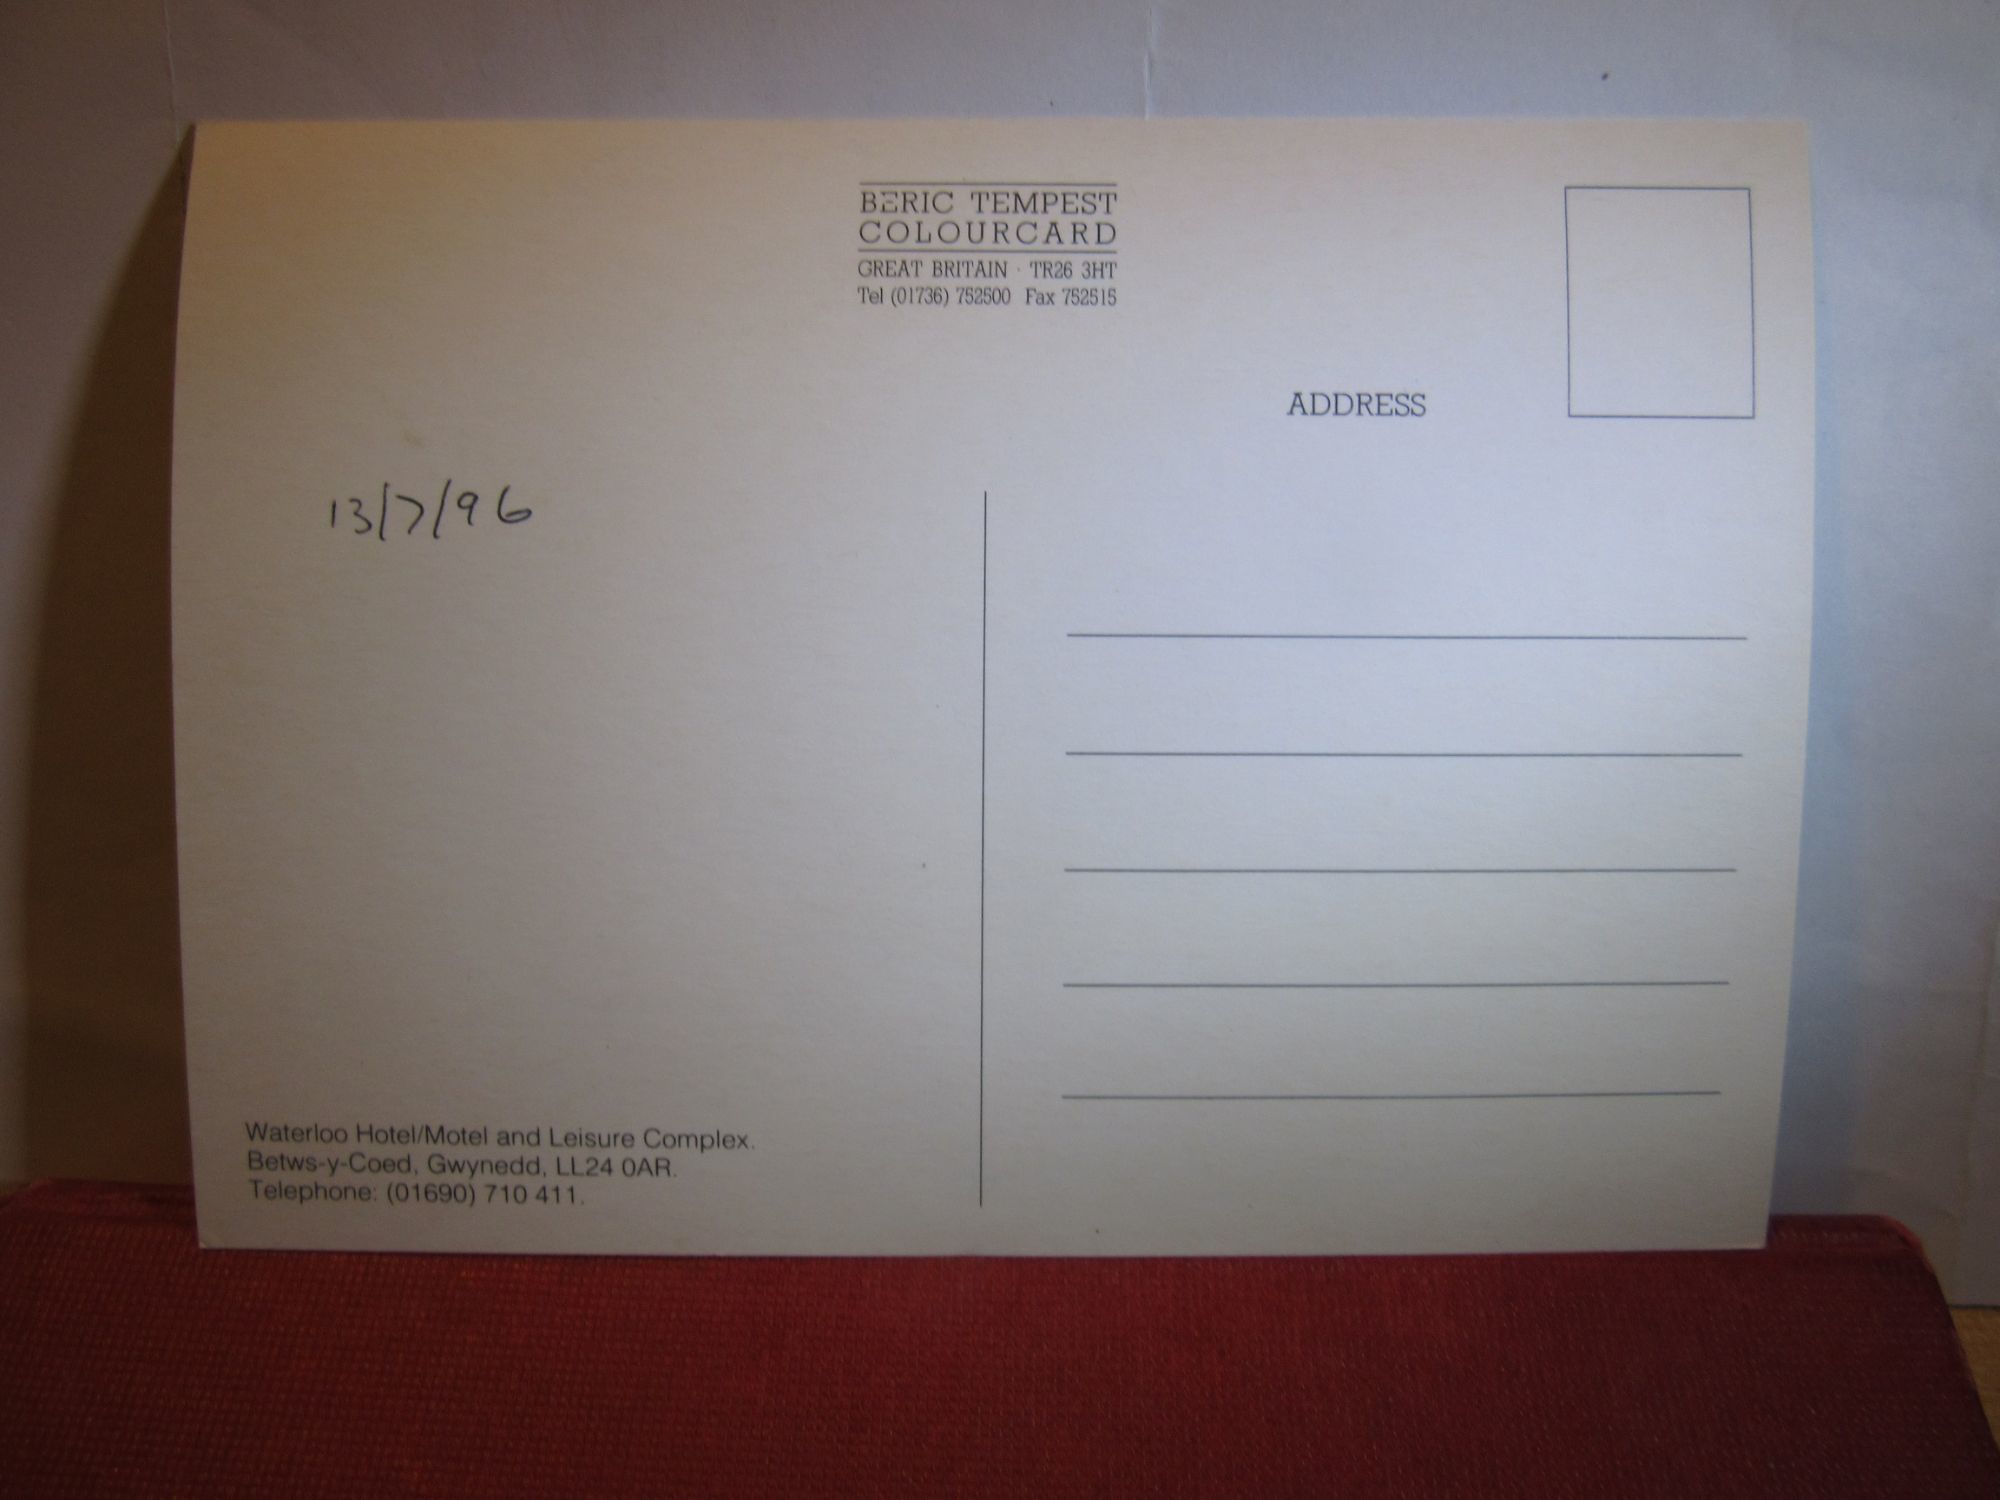 BERIC TEMPEST
COLOURCARD
GREAT BRITAIN · TR26 3HT
Tel (01736) 752500 Fax 752515
ADDRESS
13/7/96
Waterloo Hotel/Motel and Leisure Complex.
Betws-y-Coed, Gwynedd, LL24 0AR.
Telephone: (01690) 710 411.